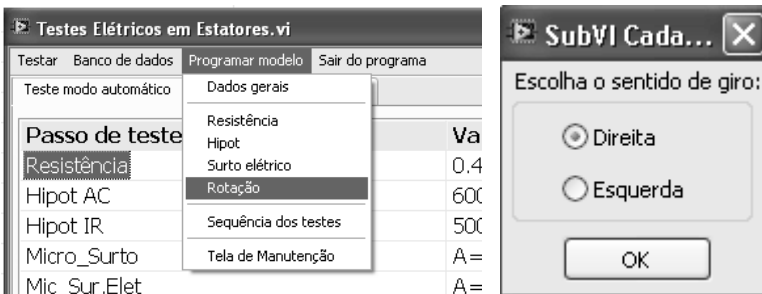 Testes Elétricos em Estatores.vi
Testar Banco de dados Programar modelo Sair do programa
Teste modo automático
Dados gerais
Resistência
Hipot
Surto elétrico
Rotação
Sequência dos testes
Tela de Manutenção
Passo de teste Va
Resistência 0.4
Hipot AC 600
Hipot IR 500
Micro_Surto A=
Mic_Sur.Elet A=
SubVI Cada...
Escolha o sentido de giro:
Direita
Esquerda
OK